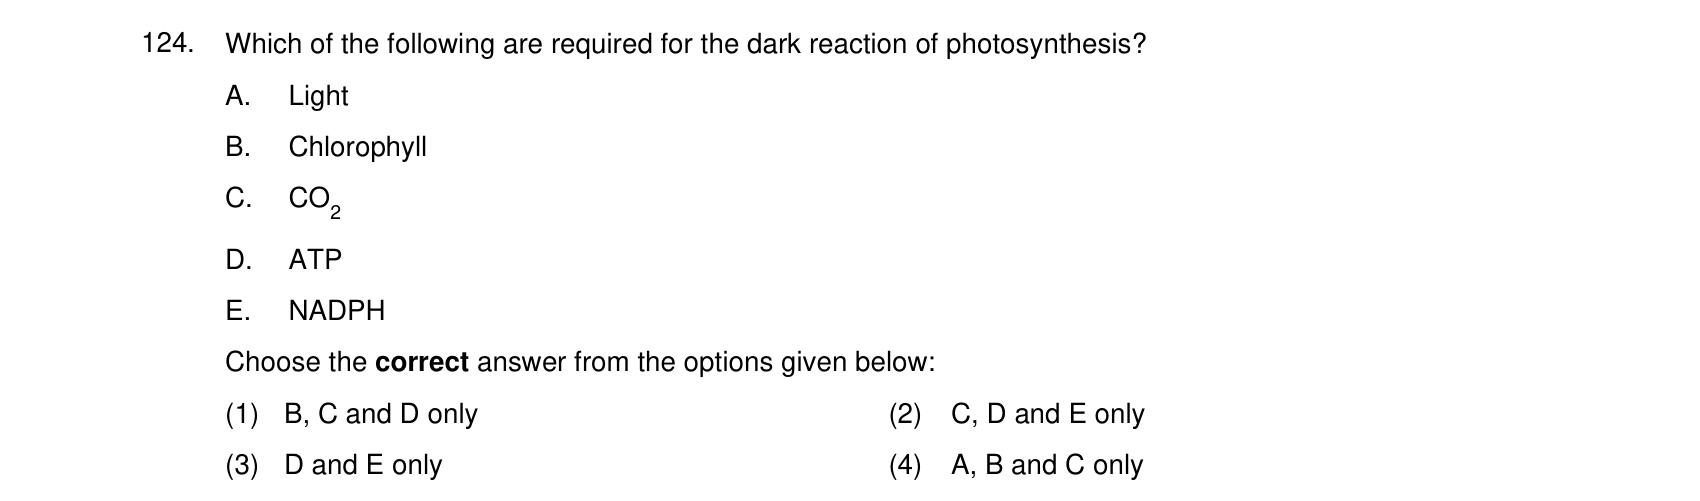 124. Which of the following are required for the dark reaction of photosynthesis?
A. Light
B. Chlorophyll
C. CO₂
D. ATP
E. NADPH
Choose the correct answer from the options given below:
(1) B, C and D only (2) C, D and E only
(3) D and E only (4) A, B and C only